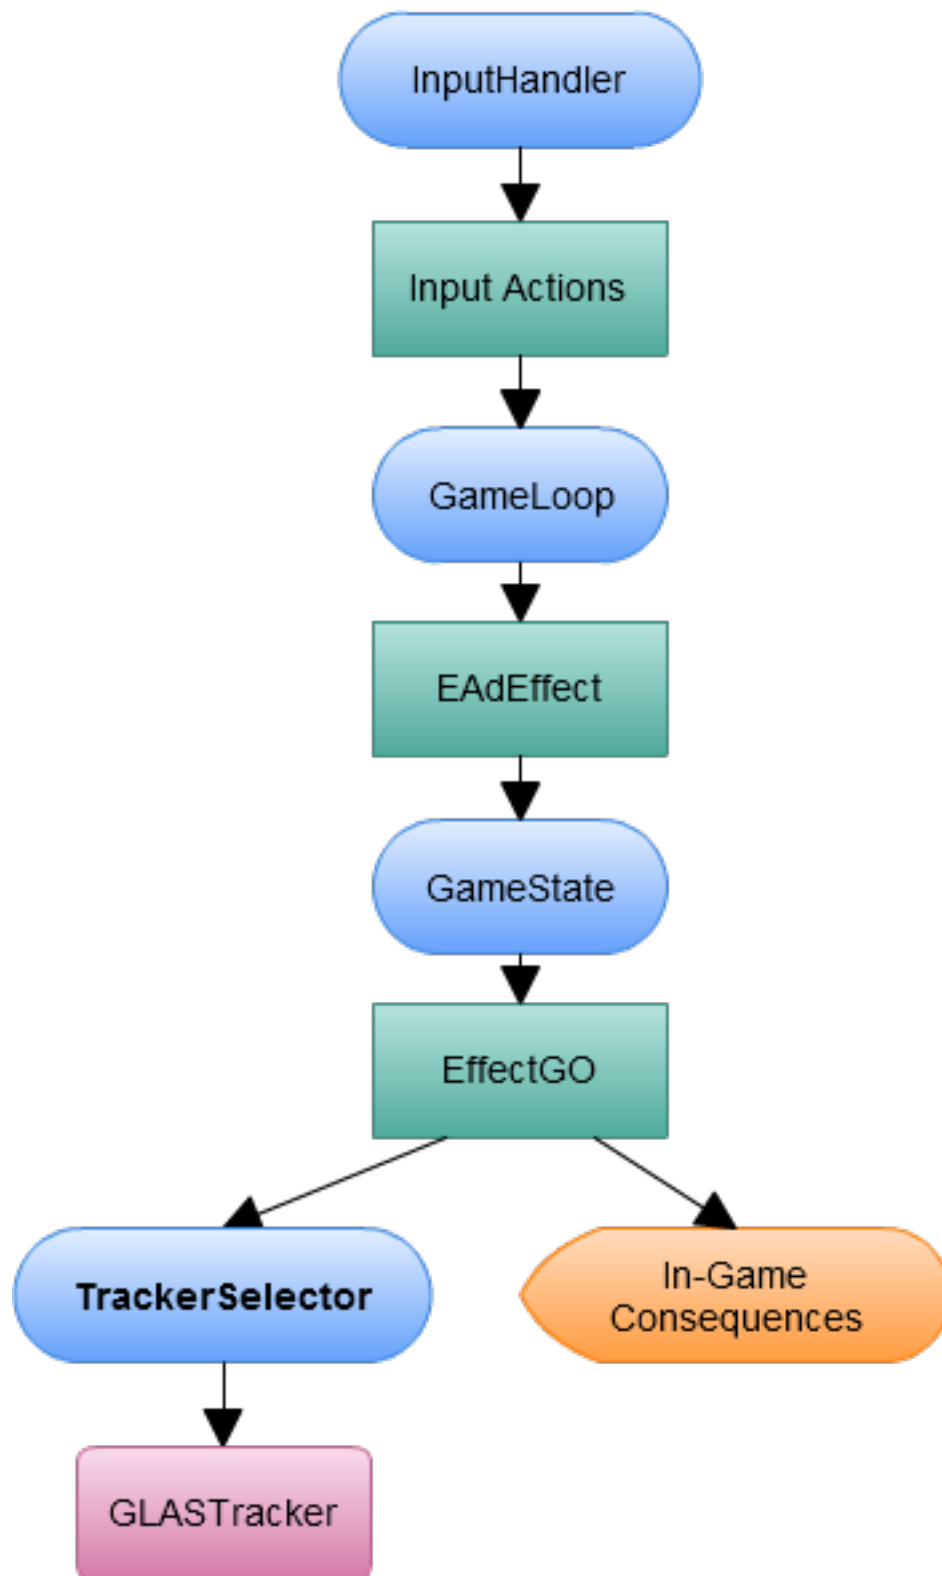 InputHandler
Input Actions
GameLoop
EAdEffect
GameState
EffectGO
TrackerSelector
In-Game
Consequences
GLASTracker